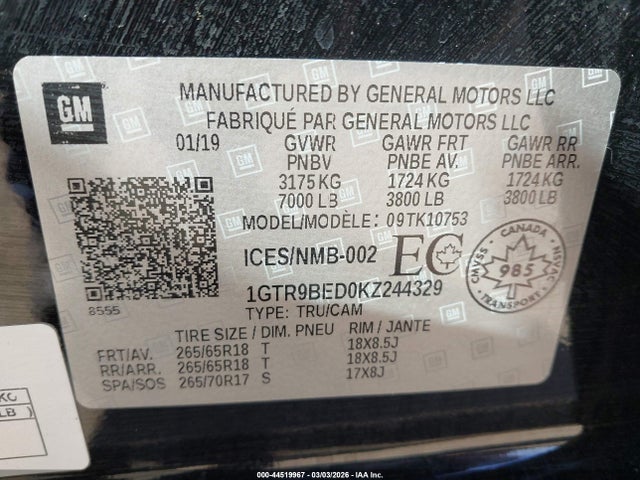 GM
MANUFACTURED BY GENERAL MOTORS LLC
FABRIQUÉ PAR GENERAL MOTORS LLC
01/19 GVWR GAWR FRT GAWR RR
PNBV PNBE AV. PNBE ARR.
3175 KG 1724 KG 1724 KG
7000 LB 3800 LB 3800 LB
MODEL/MODÈLE: 09TK10753
ICES/NMB-002 EC
CANADA
CMVSS 985 NSVAC
TRANSPORT
1GTR9BED0KZ244329
8555 TYPE: TRU/CAM
TIRE SIZE / DIM. PNEU RIM / JANTE
FRT/AV. 265/65R18 T 18X8.5J
RR/ARR. 265/65R18 T 18X8.5J
SPA/SOS 265/70R17 S 17X8J
KC
LB )
000-44519967 - 03/03/2026 - IAA Inc.